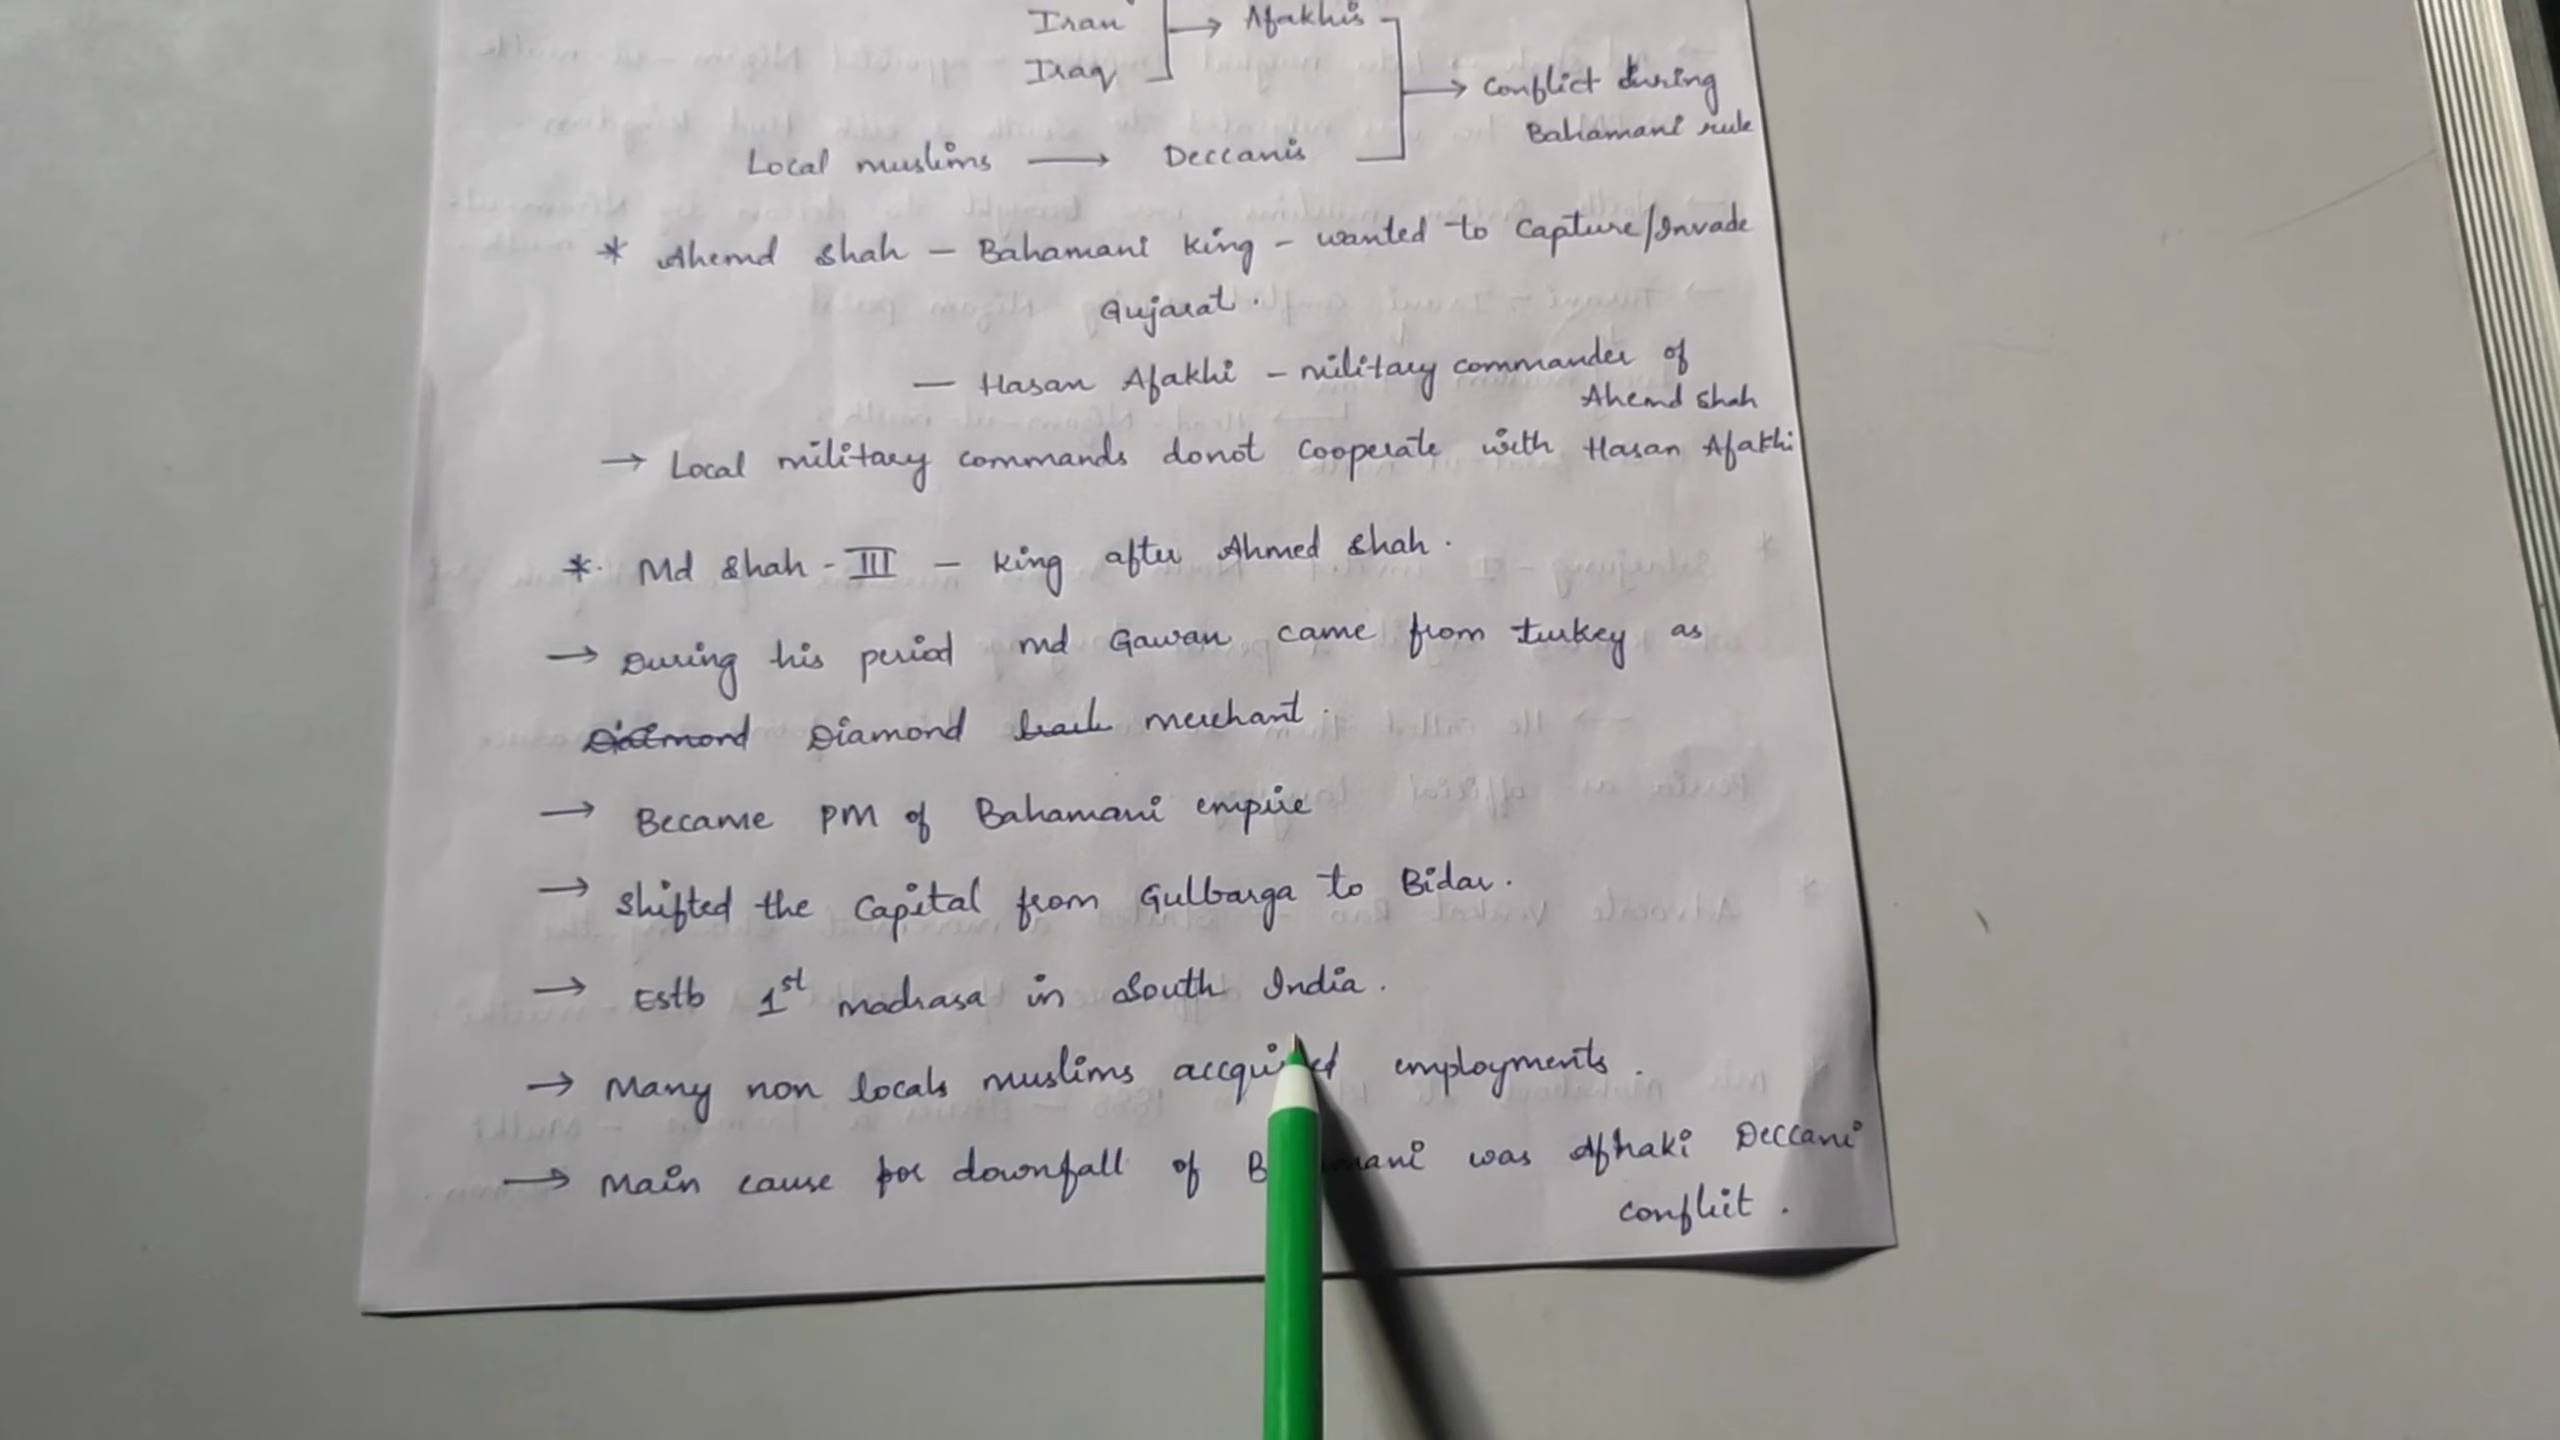 Iran → Afakhis
Iraq
→ Conflict during
Bahamani rule
Local muslims → Deccanis
* Ahemd Shah – Bahamani King – wanted to Capture/Invade
Gujarat.
– Hasan Afakhi – military commander of
Ahemd Shah
→ Local military commands donot cooperate with Hasan Afakhi
* Md Shah - III – King after Ahmed Shah.
→ During his period md Gawan came from turkey as
Diamond Diamond merchant.
→ Became PM of Bahamani empire
→ Shifted the Capital from Gulbarga to Bidar.
→ Estb 1st madrasa in South India.
→ Many non locals muslims employments.
→ Main cause for downfall of was Afhaki Deccani
conflict.